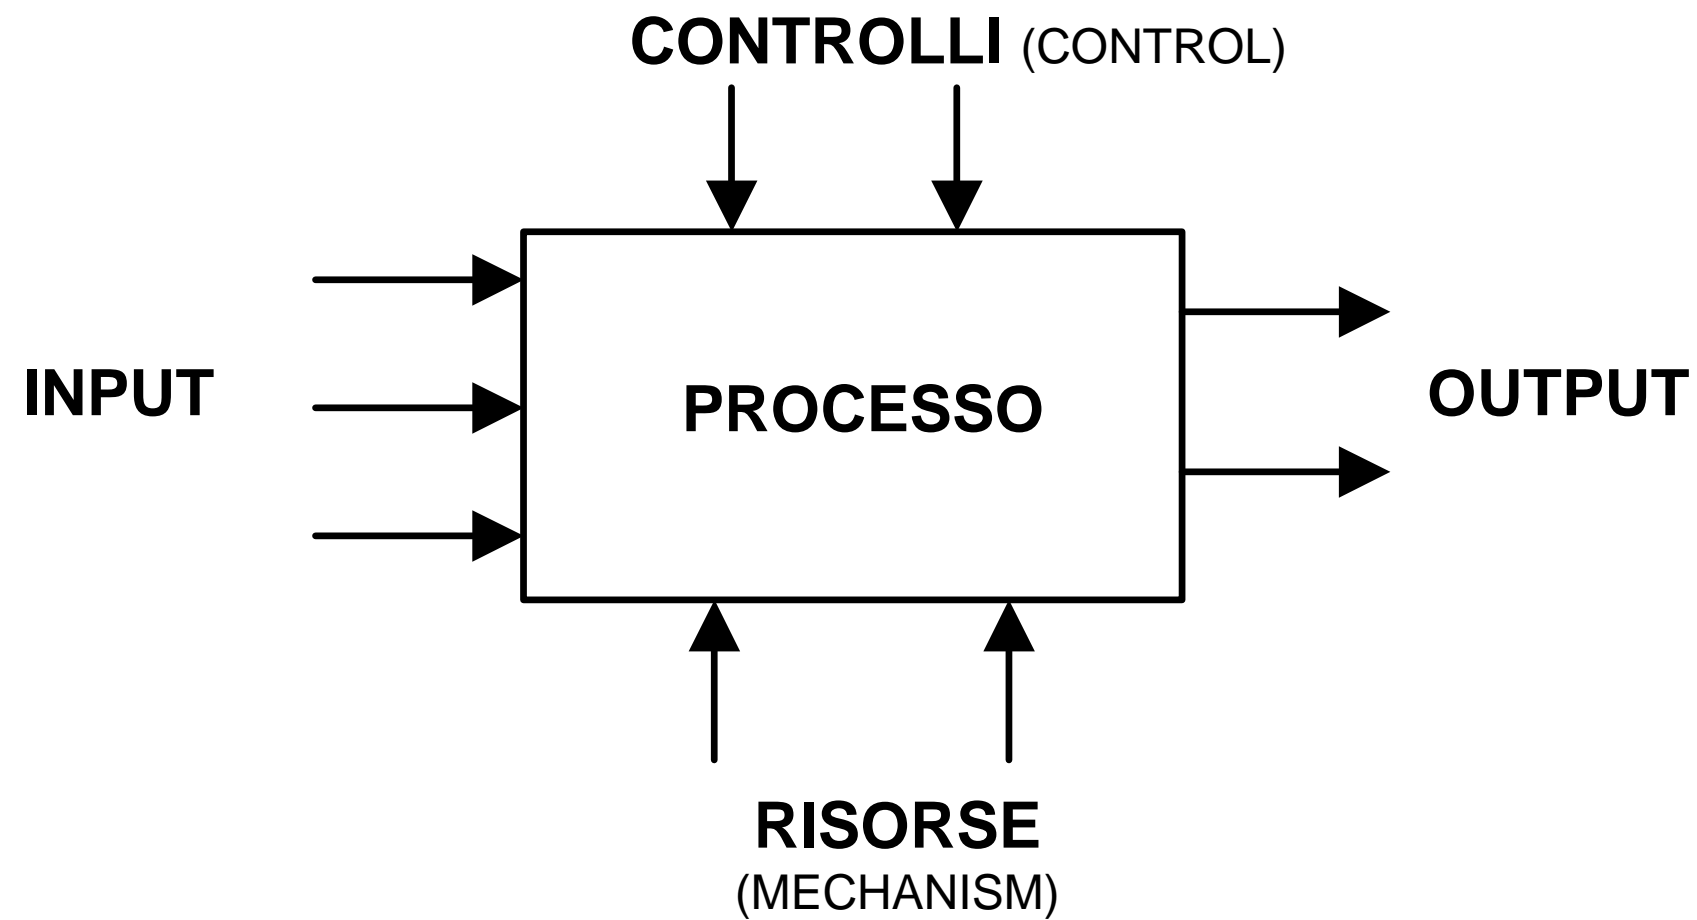 CONTROLLI (CONTROL)
INPUT
PROCESSO
OUTPUT
RISORSE
(MECHANISM)